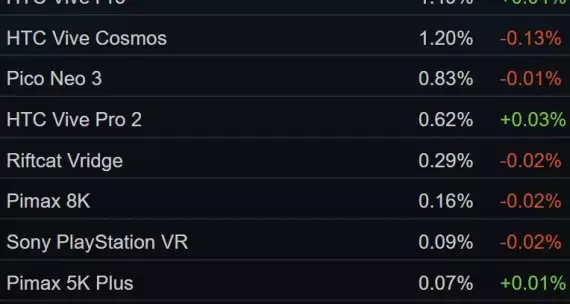 HTC Vive Cosmos 1.20% -0.13%
Pico Neo 3 0.83% -0.01%
HTC Vive Pro 2 0.62% +0.03%
Riftcat Vridge 0.29% -0.02%
Pimax 8K 0.16% -0.02%
Sony PlayStation VR 0.09% -0.02%
Pimax 5K Plus 0.07% +0.01%